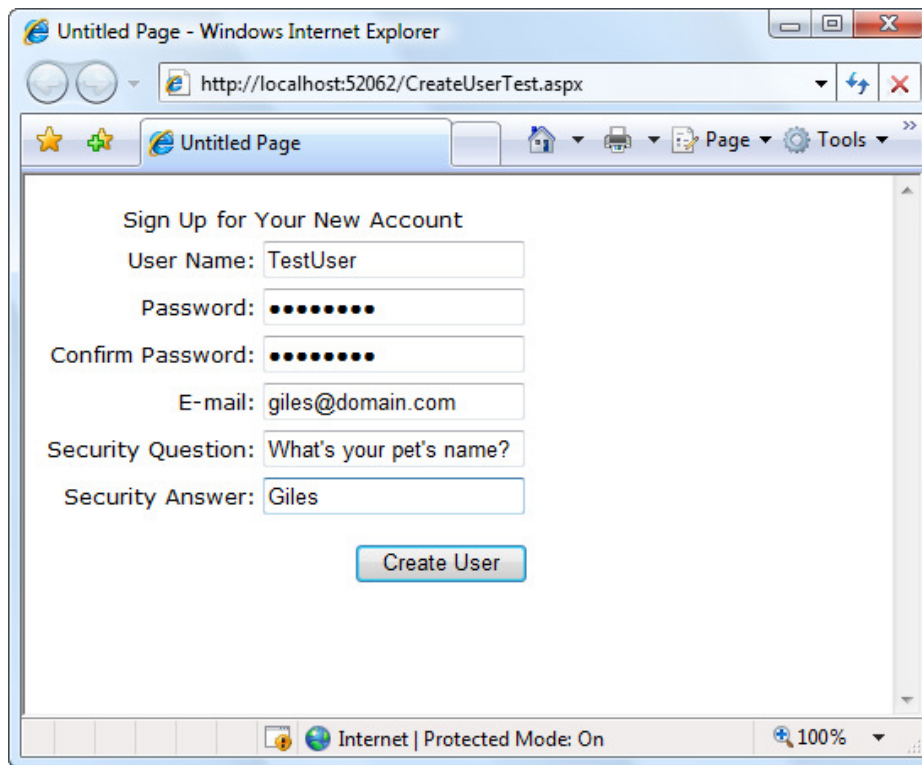 Untitled Page - Windows Internet Explorer
http://localhost:52062/CreateUserTest.aspx
Untitled Page Page Tools »
Sign Up for Your New Account
User Name: TestUser
Password: ●●●●●●●●
Confirm Password: ●●●●●●●●
E-mail: giles@domain.com
Security Question: What's your pet's name?
Security Answer: Giles
Create User
Internet | Protected Mode: On 100%